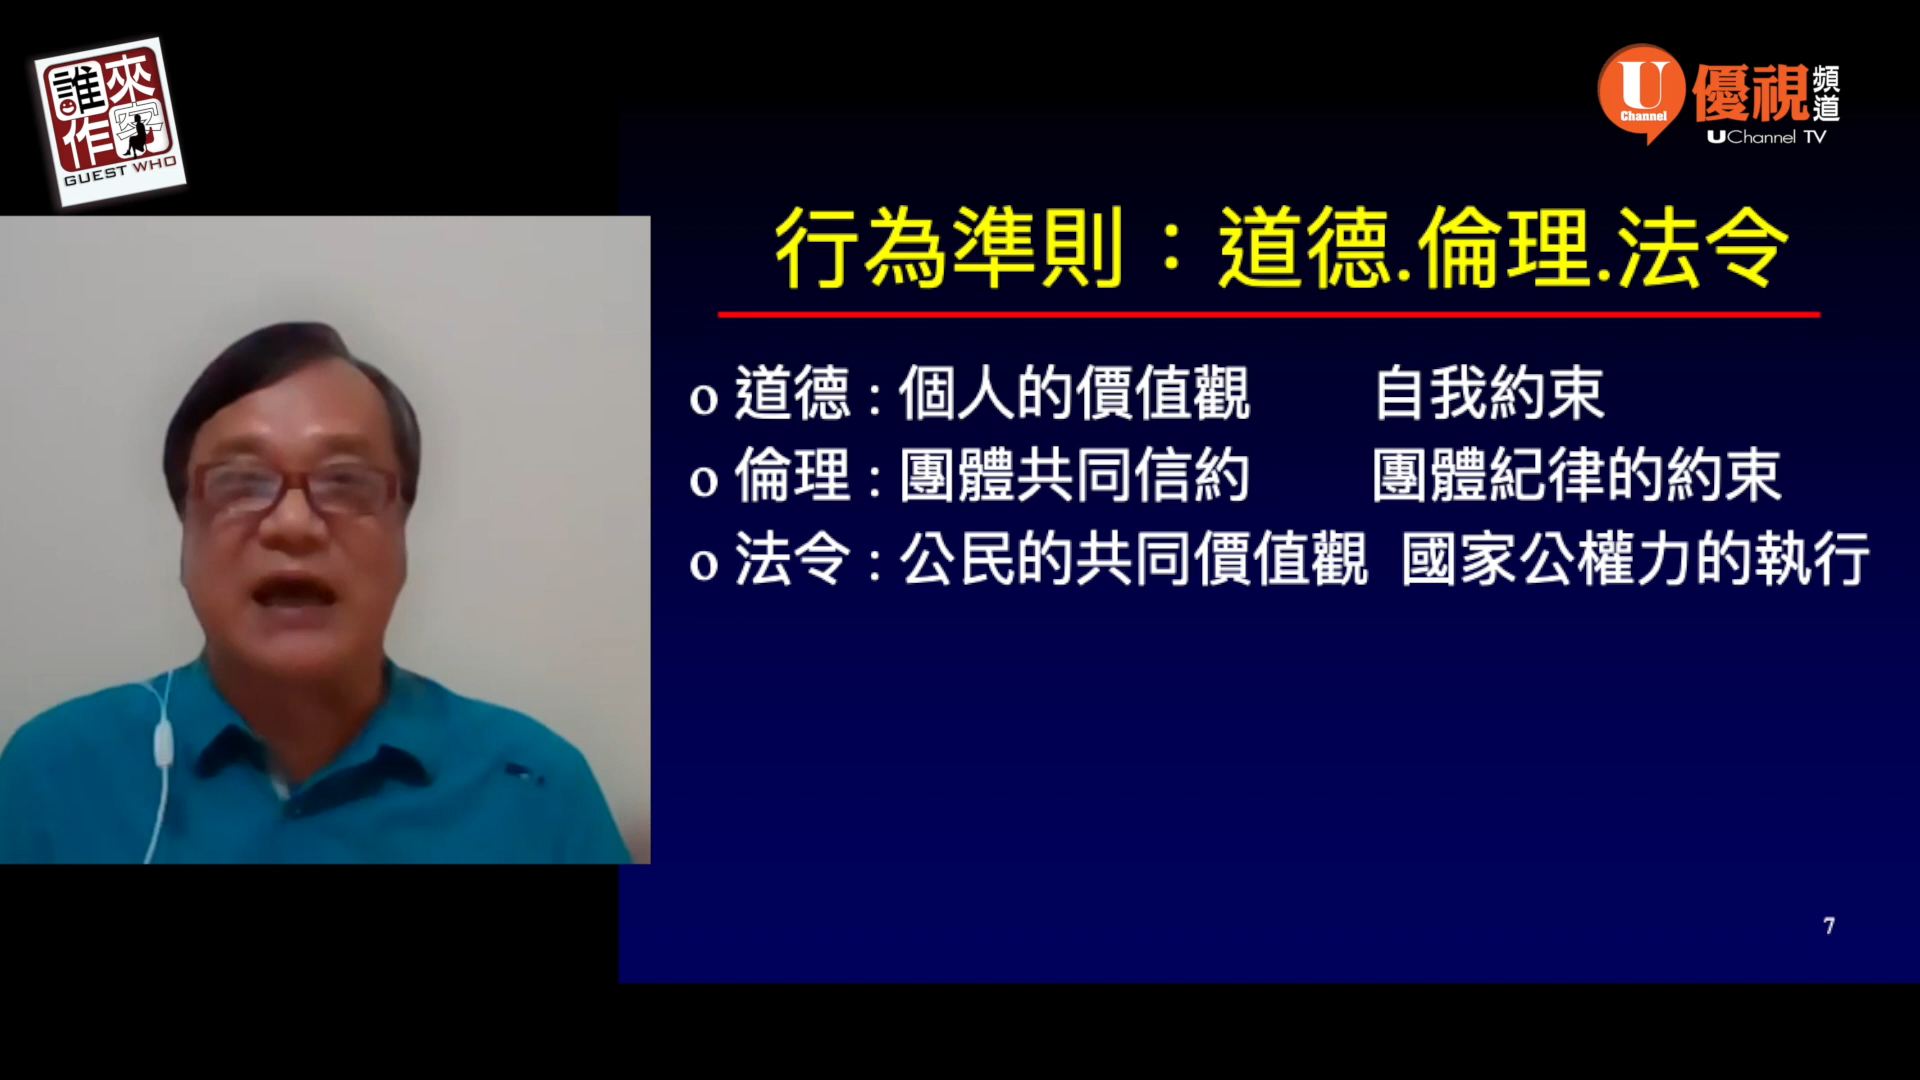 誰來作客
GUEST WHO
U Channel
優視頻道
UChannel TV
行為準則：道德.倫理.法令
o 道德：個人的價值觀 自我約束
o 倫理：團體共同信約 團體紀律的約束
o 法令：公民的共同價值觀 國家公權力的執行
7